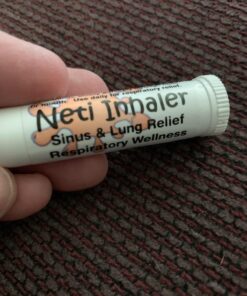 Use daily for respiratory relief.
Neti Inhaler
Sinus & Lung Relief
Respiratory Wellness